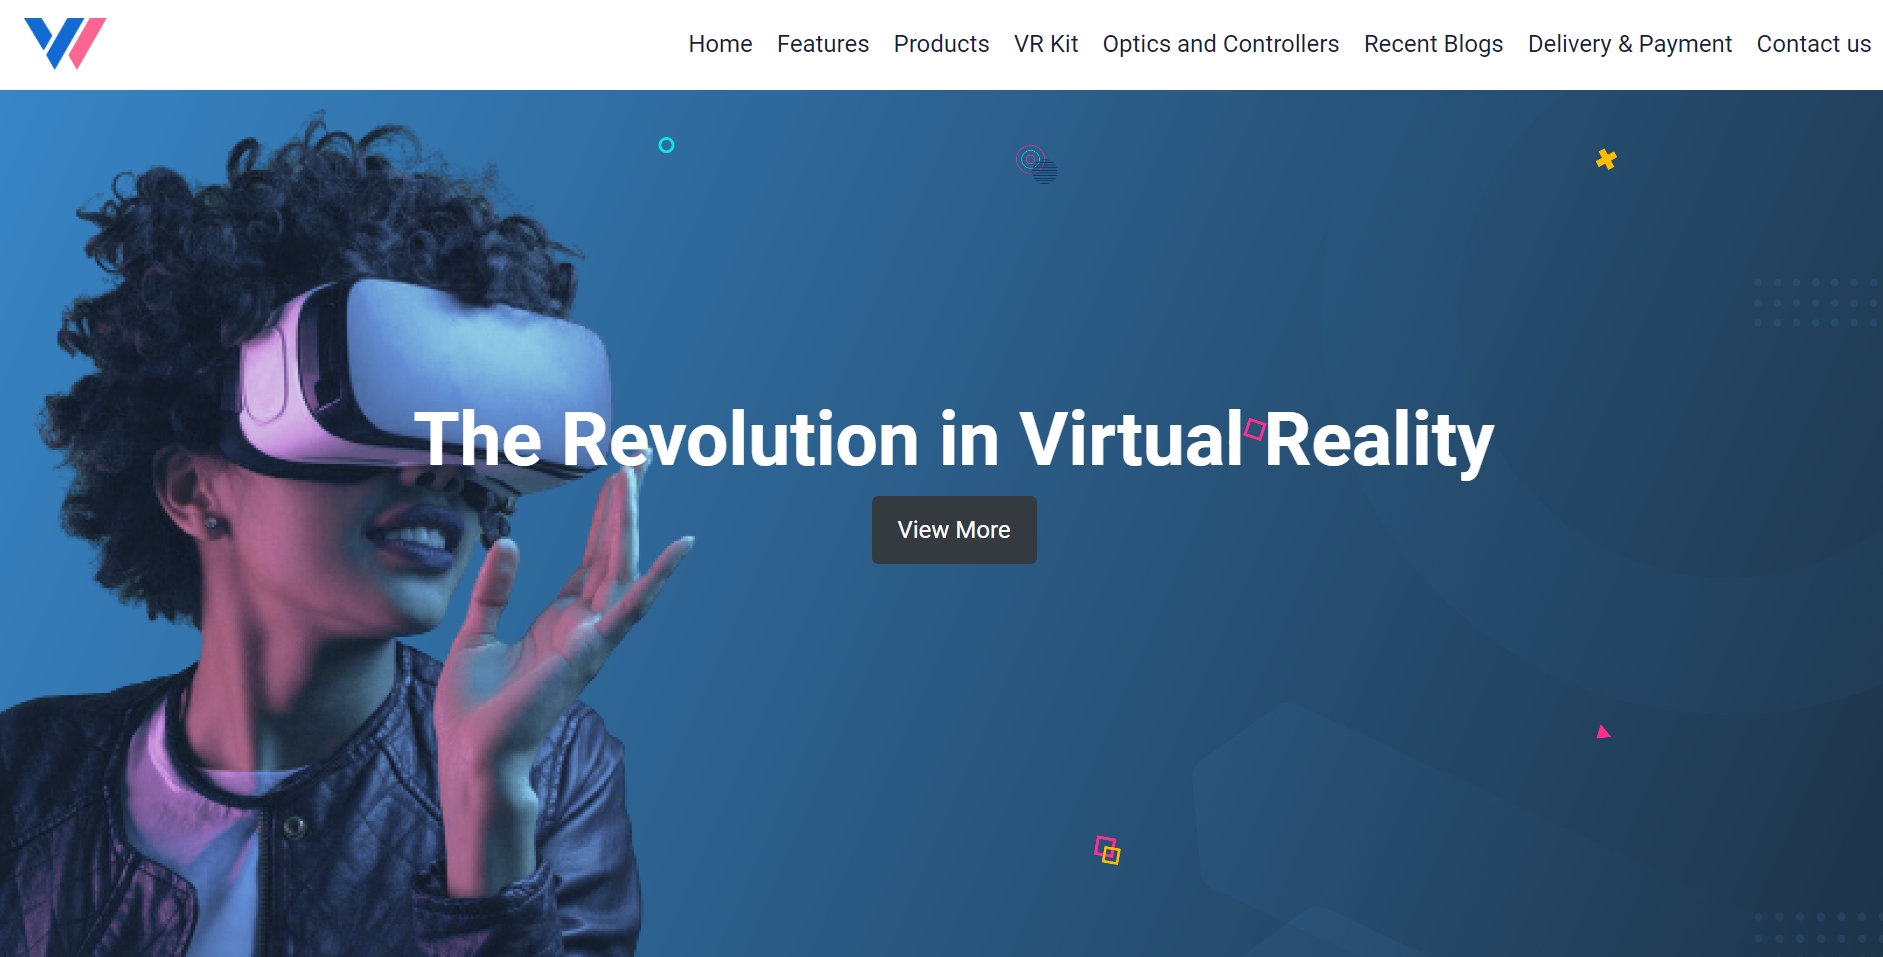 Home Features Products VR Kit Optics and Controllers Recent Blogs Delivery & Payment Contact us
The Revolution in Virtual Reality
View More